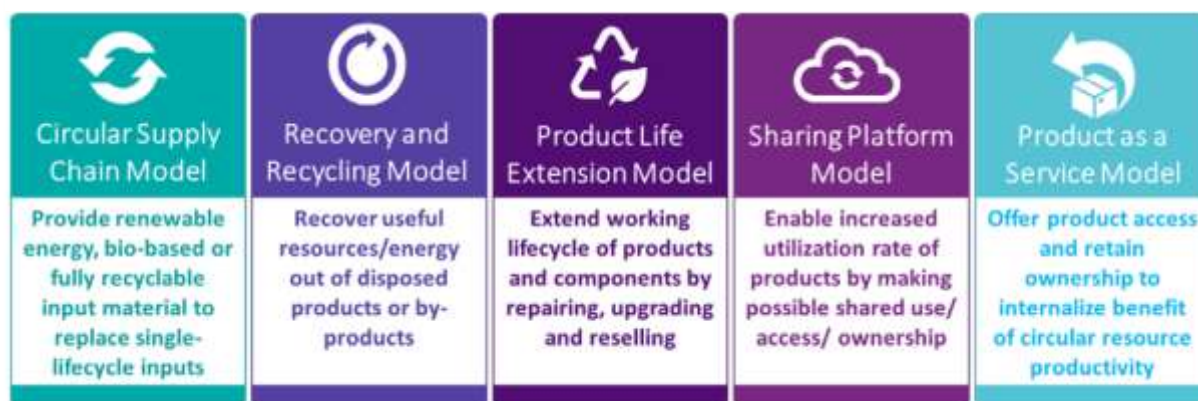 Circular Supply
Chain Model
Provide renewable
energy, bio-based or
fully recyclable
input material to
replace single-
lifecycle inputs
Recovery and
Recycling Model
Recover useful
resources/energy
out of disposed
products or by-
products
Product Life
Extension Model
Extend working
lifecycle of products
and components by
repairing, upgrading
and reselling
Sharing Platform
Model
Enable increased
utilization rate of
products by making
possible shared use/
access/ ownership
Product as a
Service Model
Offer product access
and retain
ownership to
internalize benefit
of circular resource
productivity